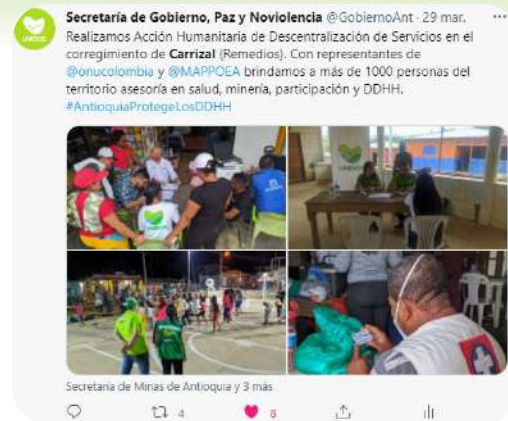 Secretaría de Gobierno, Paz y Noviolencia @GobiernoAnt · 29 mar.
Realizamos Acción Humanitaria de Descentralización de Servicios en el
corregimiento de Carrizal (Remedios). Con representantes de
@onucolombia y @MAPPOEA brindamos a más de 1000 personas del
territorio asesoría en salud, minería, participación y DDHH.
#AntioquiaProtegeLosDDHH
UNIDOS
Secretaría de Minas de Antioquia y 3 más
4
6